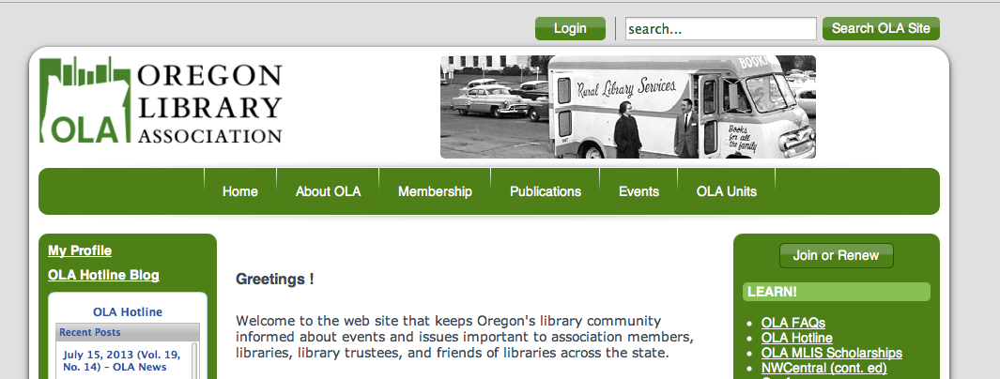 Login
search...
Search OLA Site
OLA
OREGON
LIBRARY
ASSOCIATION
BOOKM
Rural Library Services
Books
for all
the family
Home
About OLA
Membership
Publications
Events
OLA Units
My Profile
OLA Hotline Blog
OLA Hotline
Recent Posts
July 15, 2013 (Vol. 19,
No. 14) – OLA News
Greetings !
Welcome to the web site that keeps Oregon's library community
informed about events and issues important to association members,
libraries, library trustees, and friends of libraries across the state.
Join or Renew
LEARN!
• OLA FAQs
• OLA Hotline
• OLA MLIS Scholarships
• NWCentral (cont. ed)